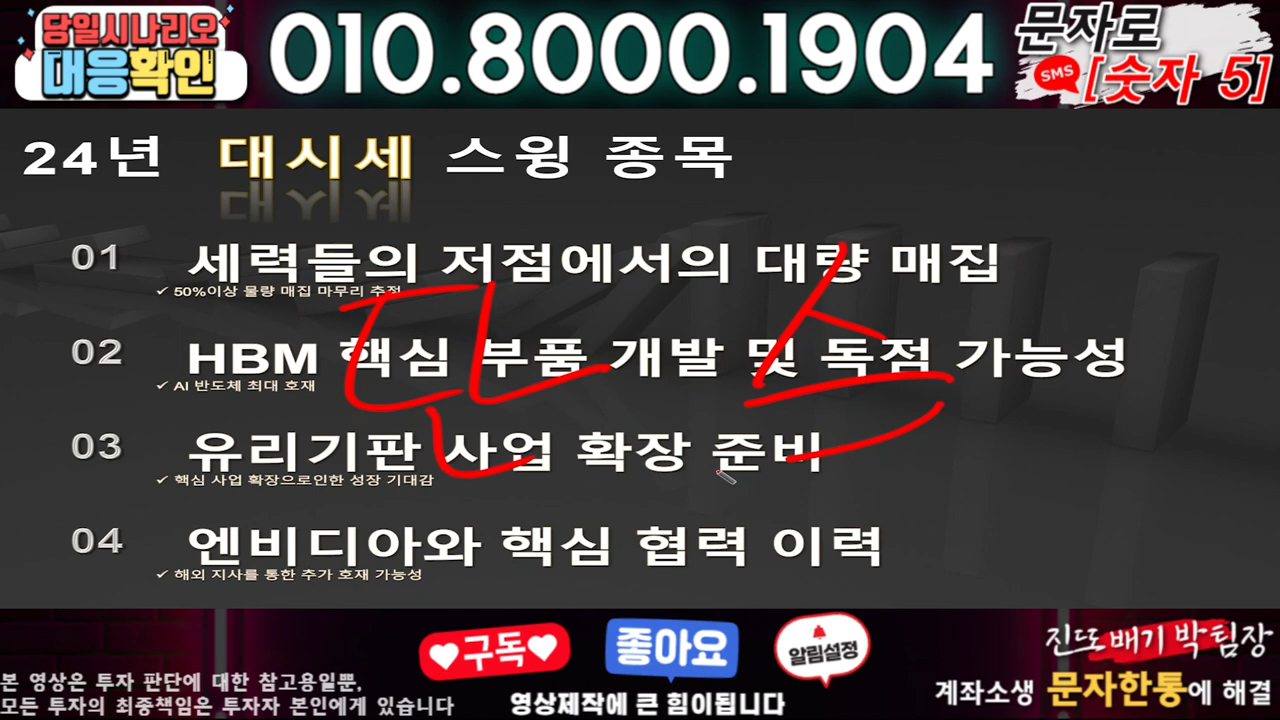 당일시나리오
대응확인
010.8000.1904
문자로
SMS [숫자 5]
24년 대시세 스윙 종목
01 세력들의 저점에서의 대량 매집
✓ 50%이상 물량 매집 마무리 추정
02 HBM 핵심 부품 개발 및 독점 가능성
✓ AI 반도체 최대 호재
03 유리기판 사업 확장 준비
✓ 핵심 사업 확장으로인한 성장 기대감
04 엔비디아와 핵심 협력 이력
✓ 해외 지사를 통한 추가 호재 가능성
단 스
구독
좋아요
알림설정
영상제작에 큰 힘이됩니다
본 영상은 투자 판단에 대한 참고용일뿐,
모든 투자의 최종책임은 투자자 본인에게 있습니다
진또배기 박팀장
계좌소생 문자한통에 해결